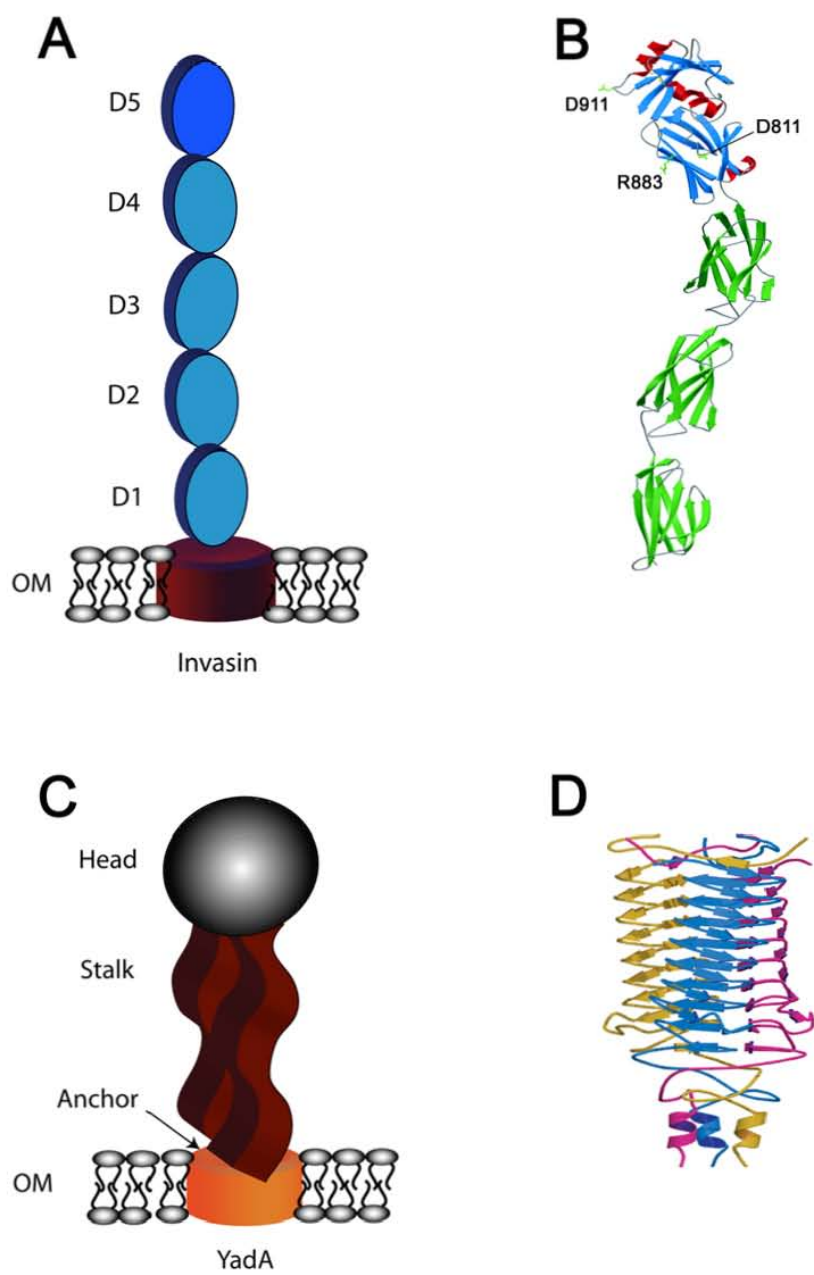 A
D5
D4
D3
D2
D1
OM
Invasin
B
D911
D811
R883
C
Head
Stalk
Anchor
OM
YadA
D